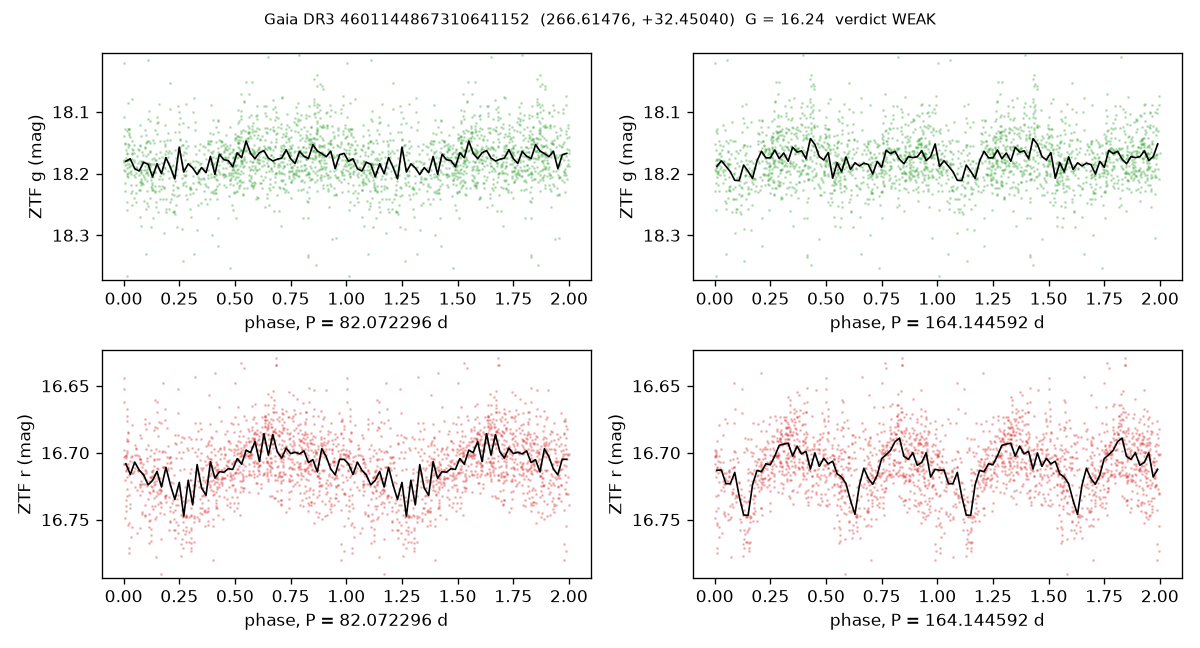 Gaia DR3 4601144867310641152 (266.61476, +32.45040) G = 16.24 verdict WEAK
ZTF g (mag)
18.1
18.2
18.3
0.00 0.25 0.50 0.75 1.00 1.25 1.50 1.75 2.00
phase, P = 82.072296 d
ZTF g (mag)
18.1
18.2
18.3
0.00 0.25 0.50 0.75 1.00 1.25 1.50 1.75 2.00
phase, P = 164.144592 d
ZTF r (mag)
16.65
16.70
16.75
0.00 0.25 0.50 0.75 1.00 1.25 1.50 1.75 2.00
phase, P = 82.072296 d
ZTF r (mag)
16.65
16.70
16.75
0.00 0.25 0.50 0.75 1.00 1.25 1.50 1.75 2.00
phase, P = 164.144592 d